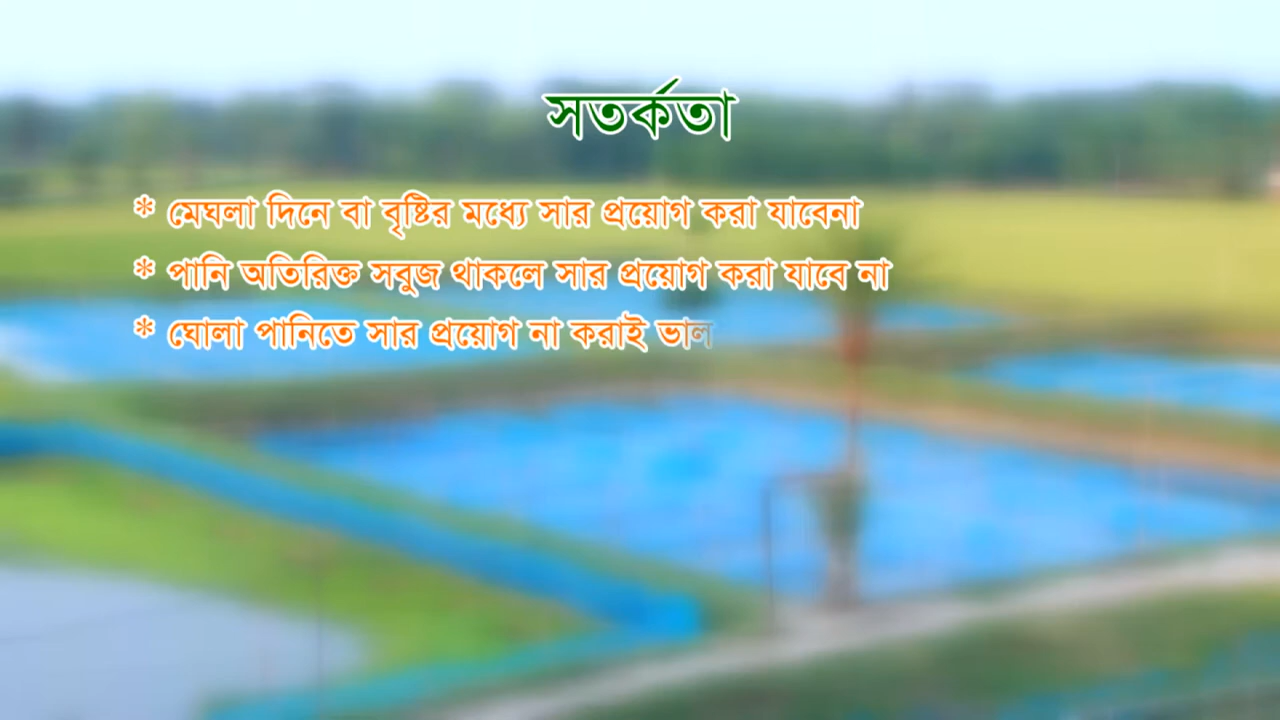 সতর্কতা
* মেঘলা দিনে বা বৃষ্টির মধ্যে সার প্রয়োগ করা যাবেনা
* পানি অতিরিক্ত সবুজ থাকলে সার প্রয়োগ করা যাবে না
* ঘোলা পানিতে সার প্রয়োগ না করাই ভাল